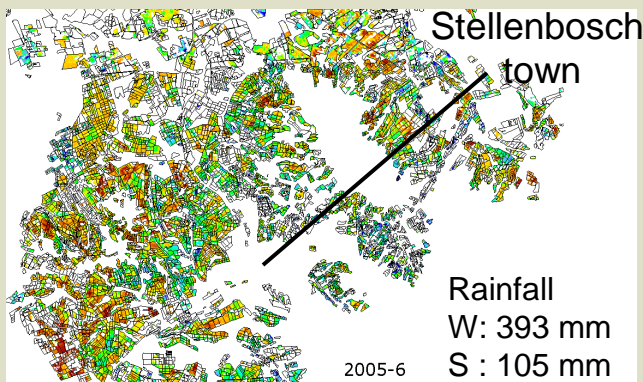 Stellenbosch
town
Rainfall
W: 393 mm
2005-6
S : 105 mm